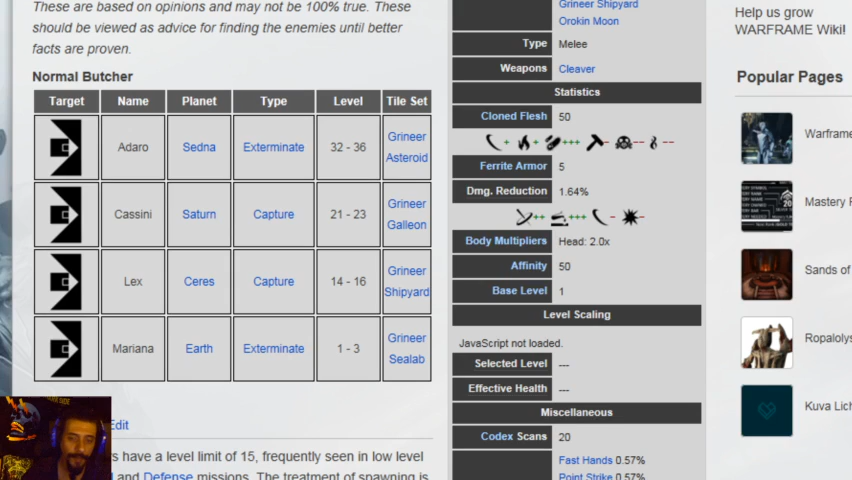 These are based on opinions and may not be 100% true. These
should be viewed as advice for finding the enemies until better
facts are proven.
Normal Butcher
Target Name Planet Type Level Tile Set
Adaro Sedna Exterminate 32 - 36 Grineer
Asteroid
Cassini Saturn Capture 21 - 23 Grineer
Galleon
Lex Ceres Capture 14 - 16 Grineer
Shipyard
Mariana Earth Exterminate 1 - 3 Grineer
Sealab
Edit
s have a level limit of 15, frequently seen in low level
and Defense missions. The treatment of spawning is
Grineer Shipyard
Orokin Moon
Type Melee
Weapons Cleaver
Statistics
Cloned Flesh 50
+ + +++ - -- --
Ferrite Armor 5
Dmg. Reduction 1.64%
++ +++ - -
Body Multipliers Head: 2.0x
Affinity 50
Base Level 1
Level Scaling
JavaScript not loaded.
Selected Level ---
Effective Health ---
Miscellaneous
Codex Scans 20
Fast Hands 0.57%
Point Strike 0.57%
Help us grow
WARFRAME Wiki!
Popular Pages
Warframe
Mastery
Sands of
Ropalolys
Kuva Lich